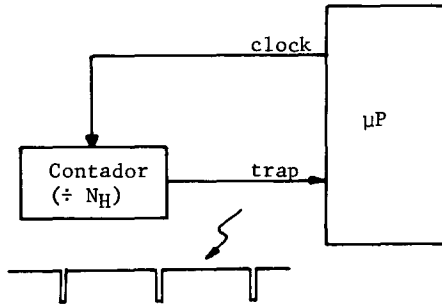 clock
μP
Contador
(÷ N_H)
trap